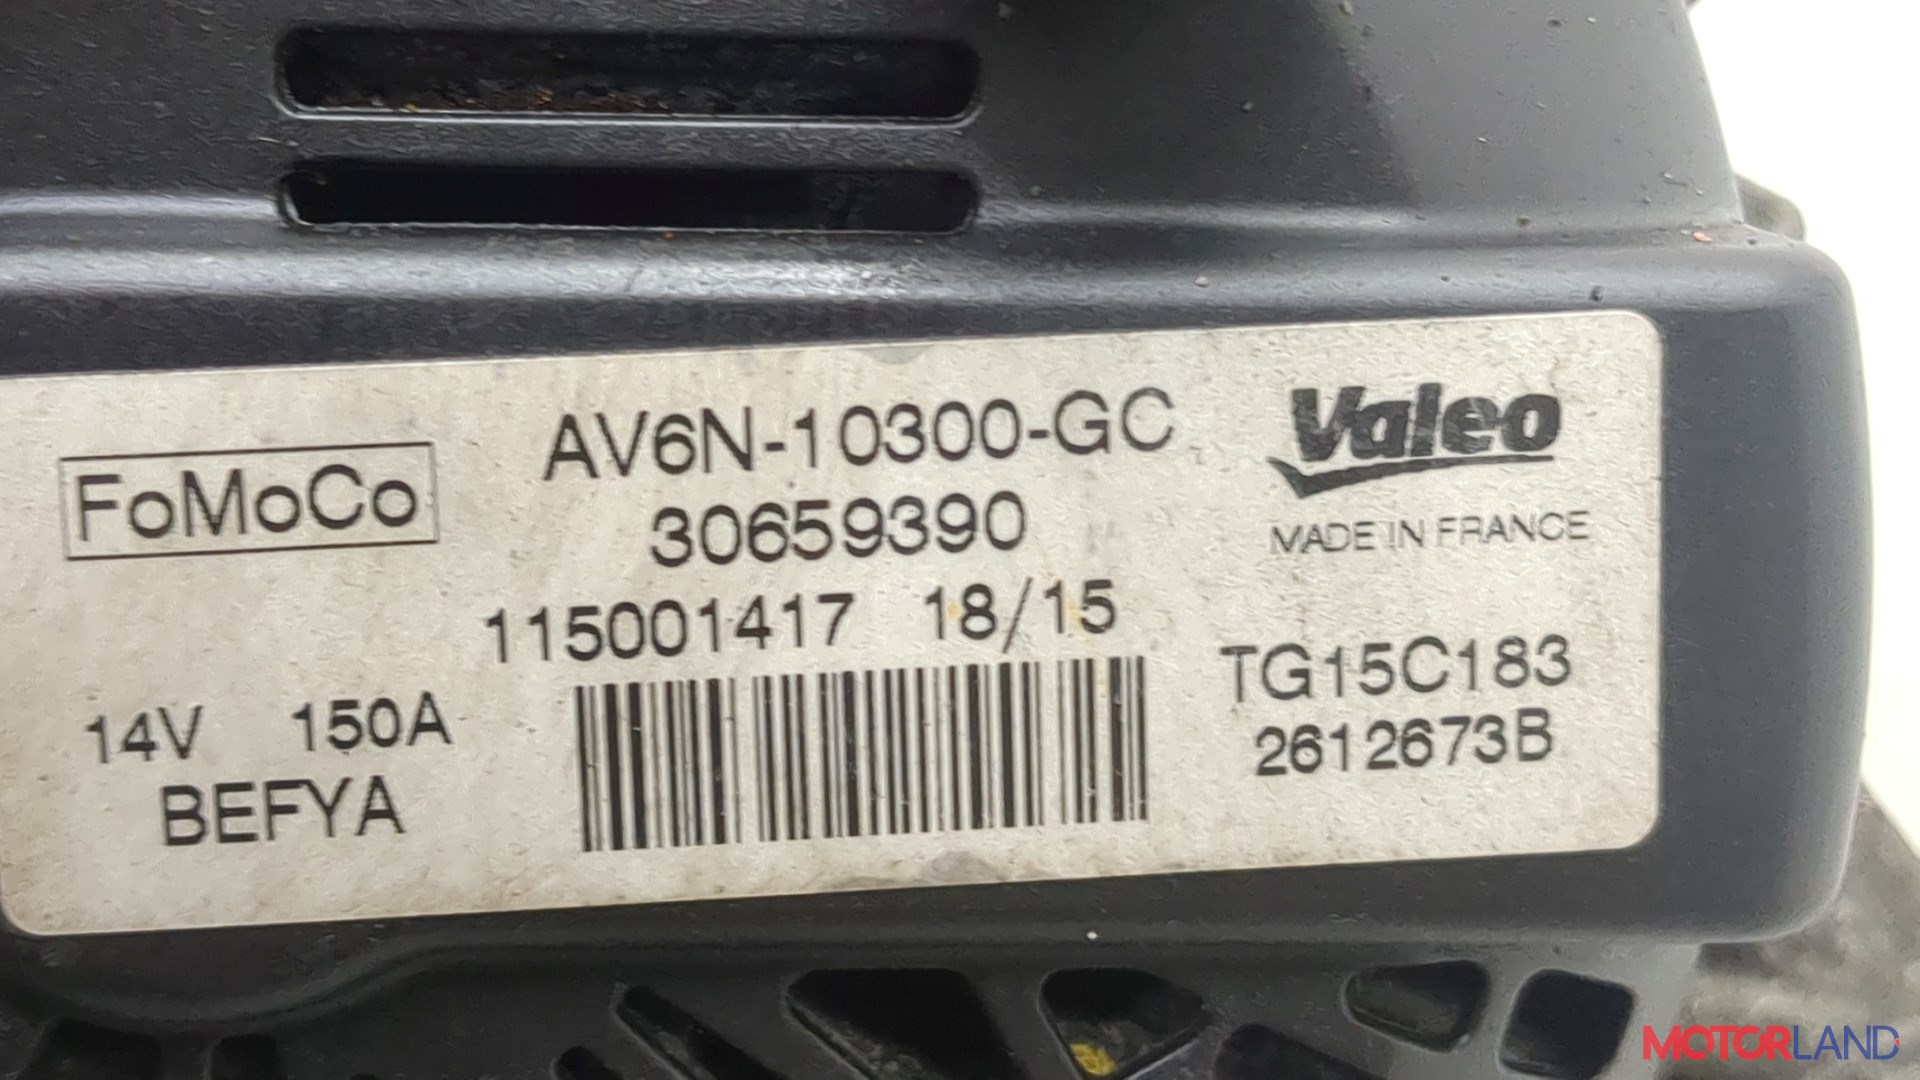 FoMoCo
AV6N-10300-GC
30659390
115001417 18/15
14V 150A
BEFYA
Valeo
MADE IN FRANCE
TG15C183
2612673B
MOTORLAND